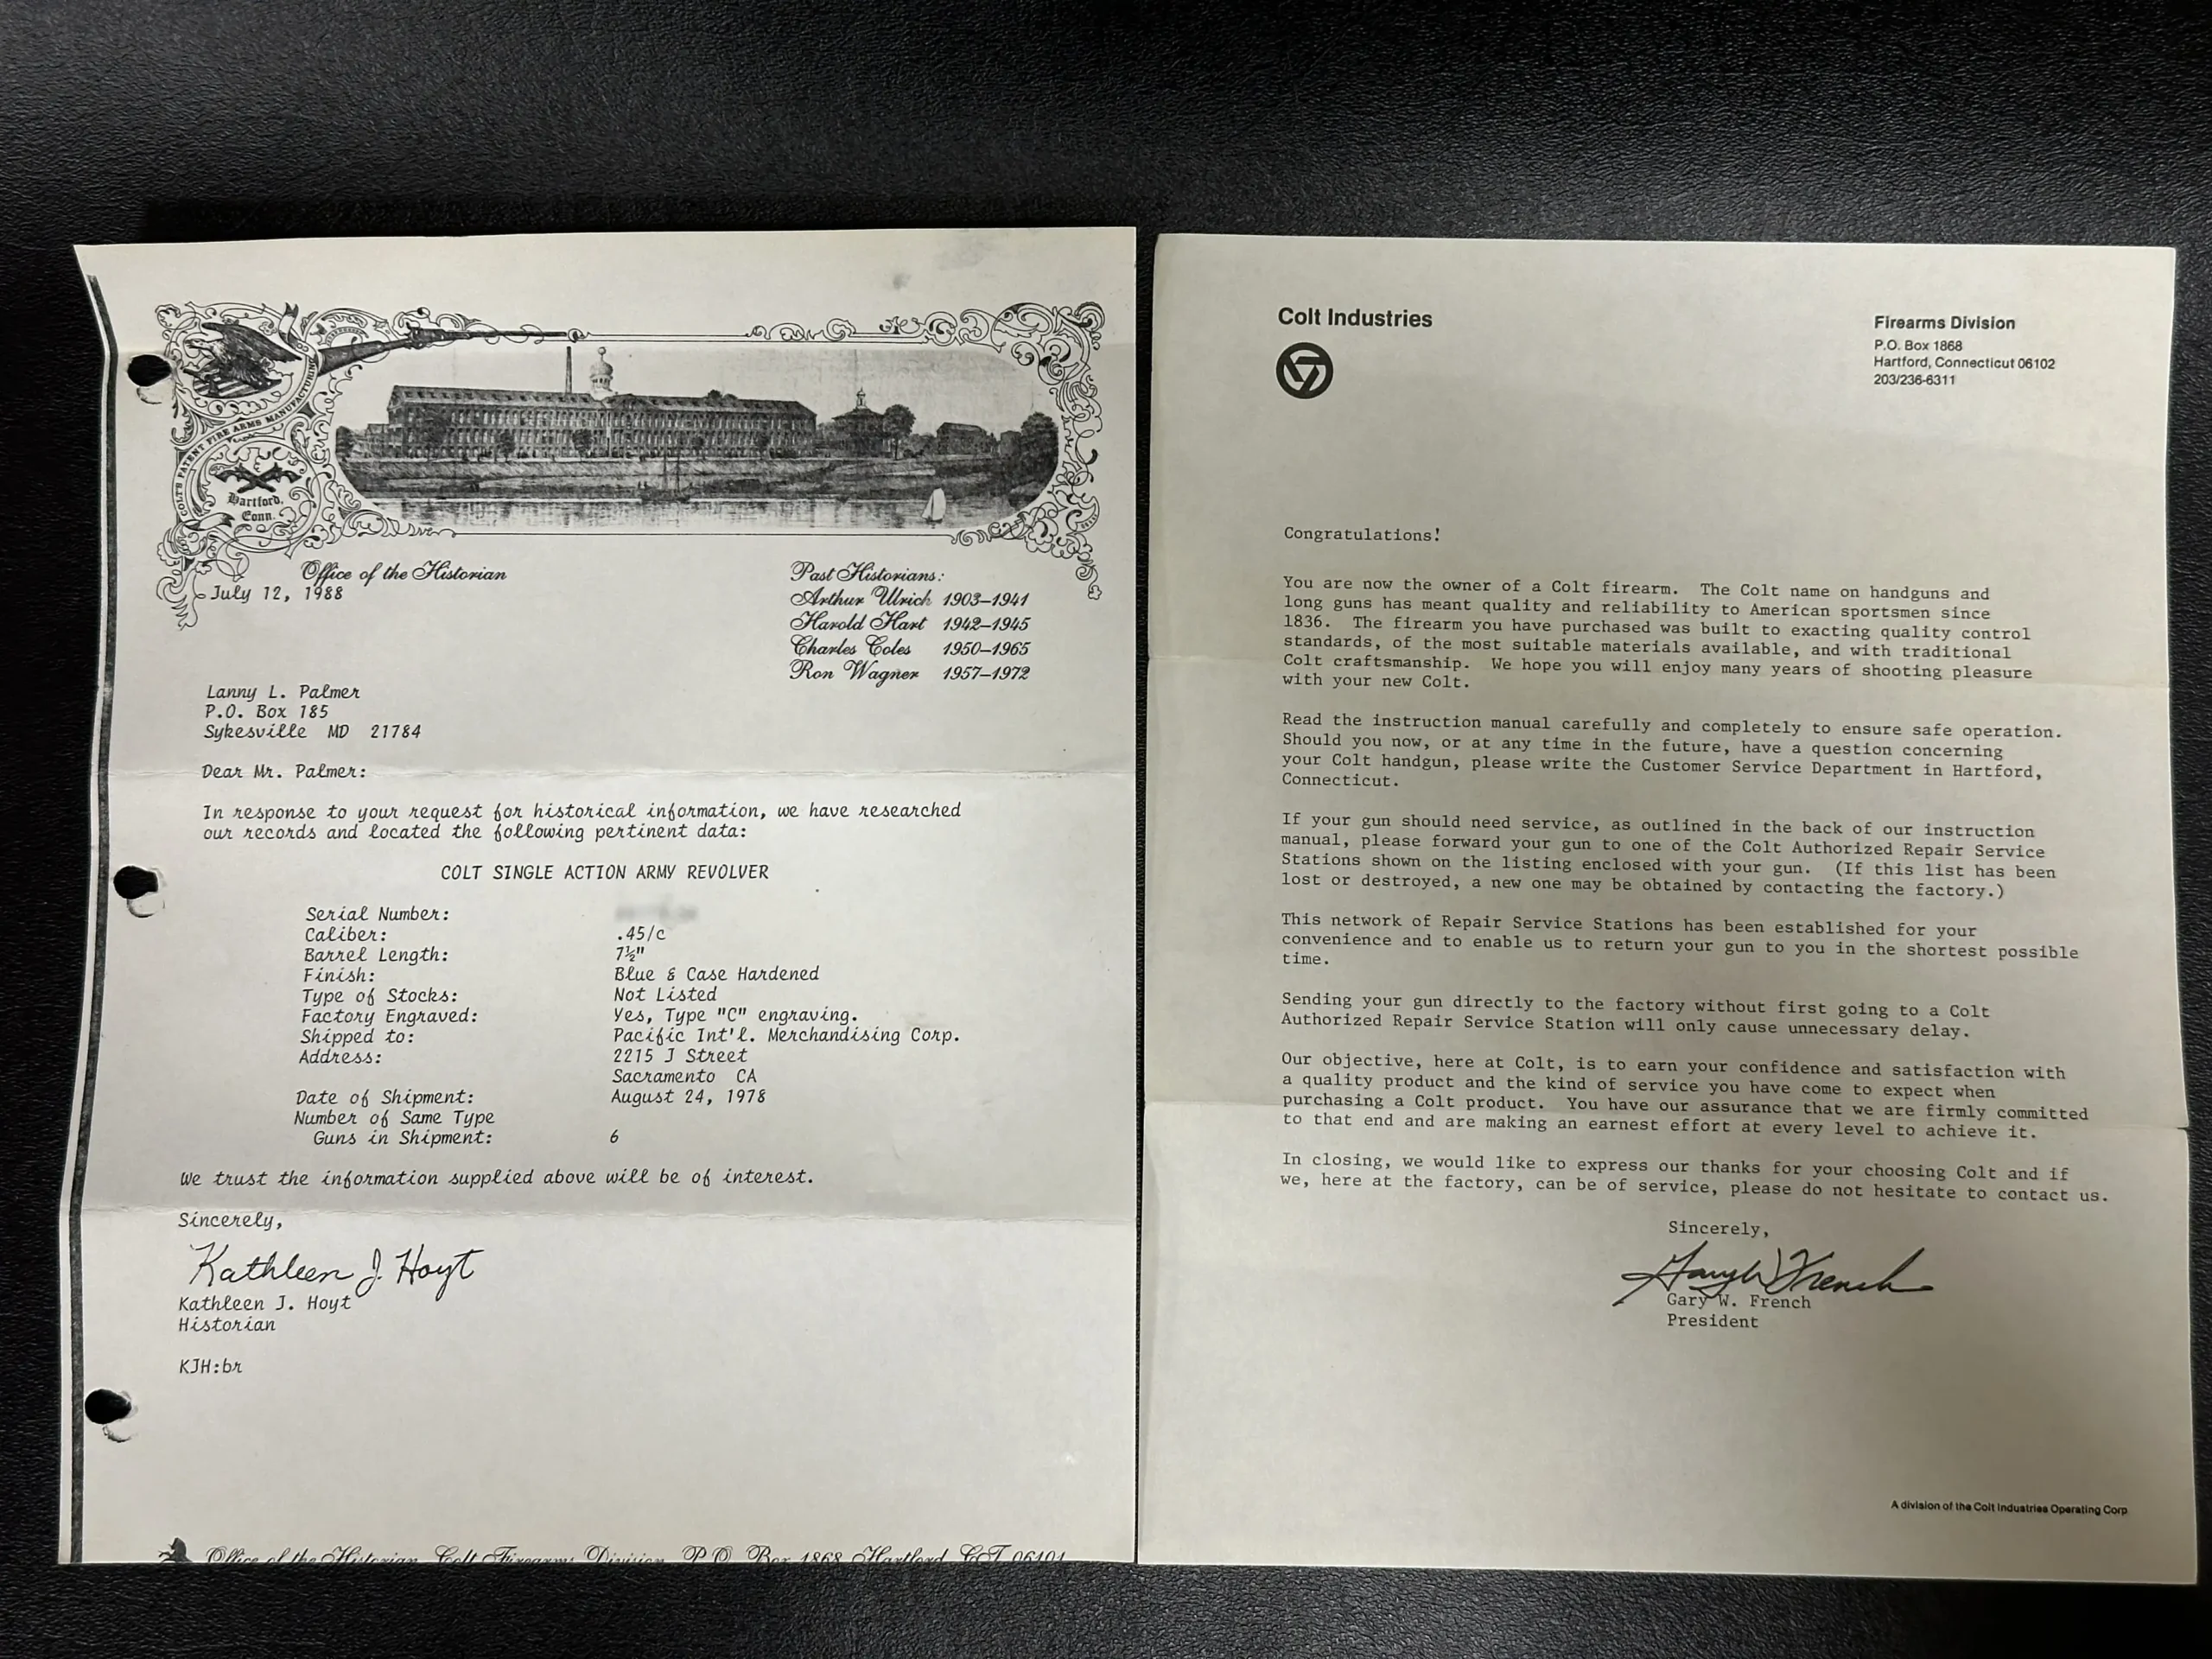 COLT'S PATENT FIRE ARMS MANUFACTURING
Hartford,
Conn.
Office of the Historian
July 12, 1988
Past Historians:
Arthur Ulrich 1903–1941
Harold Hart 1942–1945
Charles Coles 1950–1965
Ron Wagner 1957–1972
Lanny L. Palmer
P.O. Box 185
Sykesville MD 21784
Dear Mr. Palmer:
In response to your request for historical information, we have researched
our records and located the following pertinent data:
COLT SINGLE ACTION ARMY REVOLVER
Serial Number:
Caliber: .45/c
Barrel Length: 7½"
Finish: Blue & Case Hardened
Type of Stocks: Not Listed
Factory Engraved: Yes, Type "C" engraving.
Shipped to: Pacific Int'l. Merchandising Corp.
Address: 2215 J Street
Sacramento CA
Date of Shipment: August 24, 1978
Number of Same Type
Guns in Shipment: 6
We trust the information supplied above will be of interest.
Sincerely,
Kathleen J. Hoyt
Kathleen J. Hoyt
Historian
KJH:br
Office of the Historian, Colt Firearms Division, P.O. Box 1868 Hartford, CT 06101
Colt Industries
Firearms Division
P.O. Box 1868
Hartford, Connecticut 06102
203/236-6311
Congratulations!
You are now the owner of a Colt firearm. The Colt name on handguns and
long guns has meant quality and reliability to American sportsmen since
1836. The firearm you have purchased was built to exacting quality control
standards, of the most suitable materials available, and with traditional
Colt craftsmanship. We hope you will enjoy many years of shooting pleasure
with your new Colt.
Read the instruction manual carefully and completely to ensure safe operation.
Should you now, or at any time in the future, have a question concerning
your Colt handgun, please write the Customer Service Department in Hartford,
Connecticut.
If your gun should need service, as outlined in the back of our instruction
manual, please forward your gun to one of the Colt Authorized Repair Service
Stations shown on the listing enclosed with your gun. (If this list has been
lost or destroyed, a new one may be obtained by contacting the factory.)
This network of Repair Service Stations has been established for your
convenience and to enable us to return your gun to you in the shortest possible
time.
Sending your gun directly to the factory without first going to a Colt
Authorized Repair Service Station will only cause unnecessary delay.
Our objective, here at Colt, is to earn your confidence and satisfaction with
a quality product and the kind of service you have come to expect when
purchasing a Colt product. You have our assurance that we are firmly committed
to that end and are making an earnest effort at every level to achieve it.
In closing, we would like to express our thanks for your choosing Colt and if
we, here at the factory, can be of service, please do not hesitate to contact us.
Sincerely,
Gary W French
Gary W. French
President
A division of the Colt Industries Operating Corp